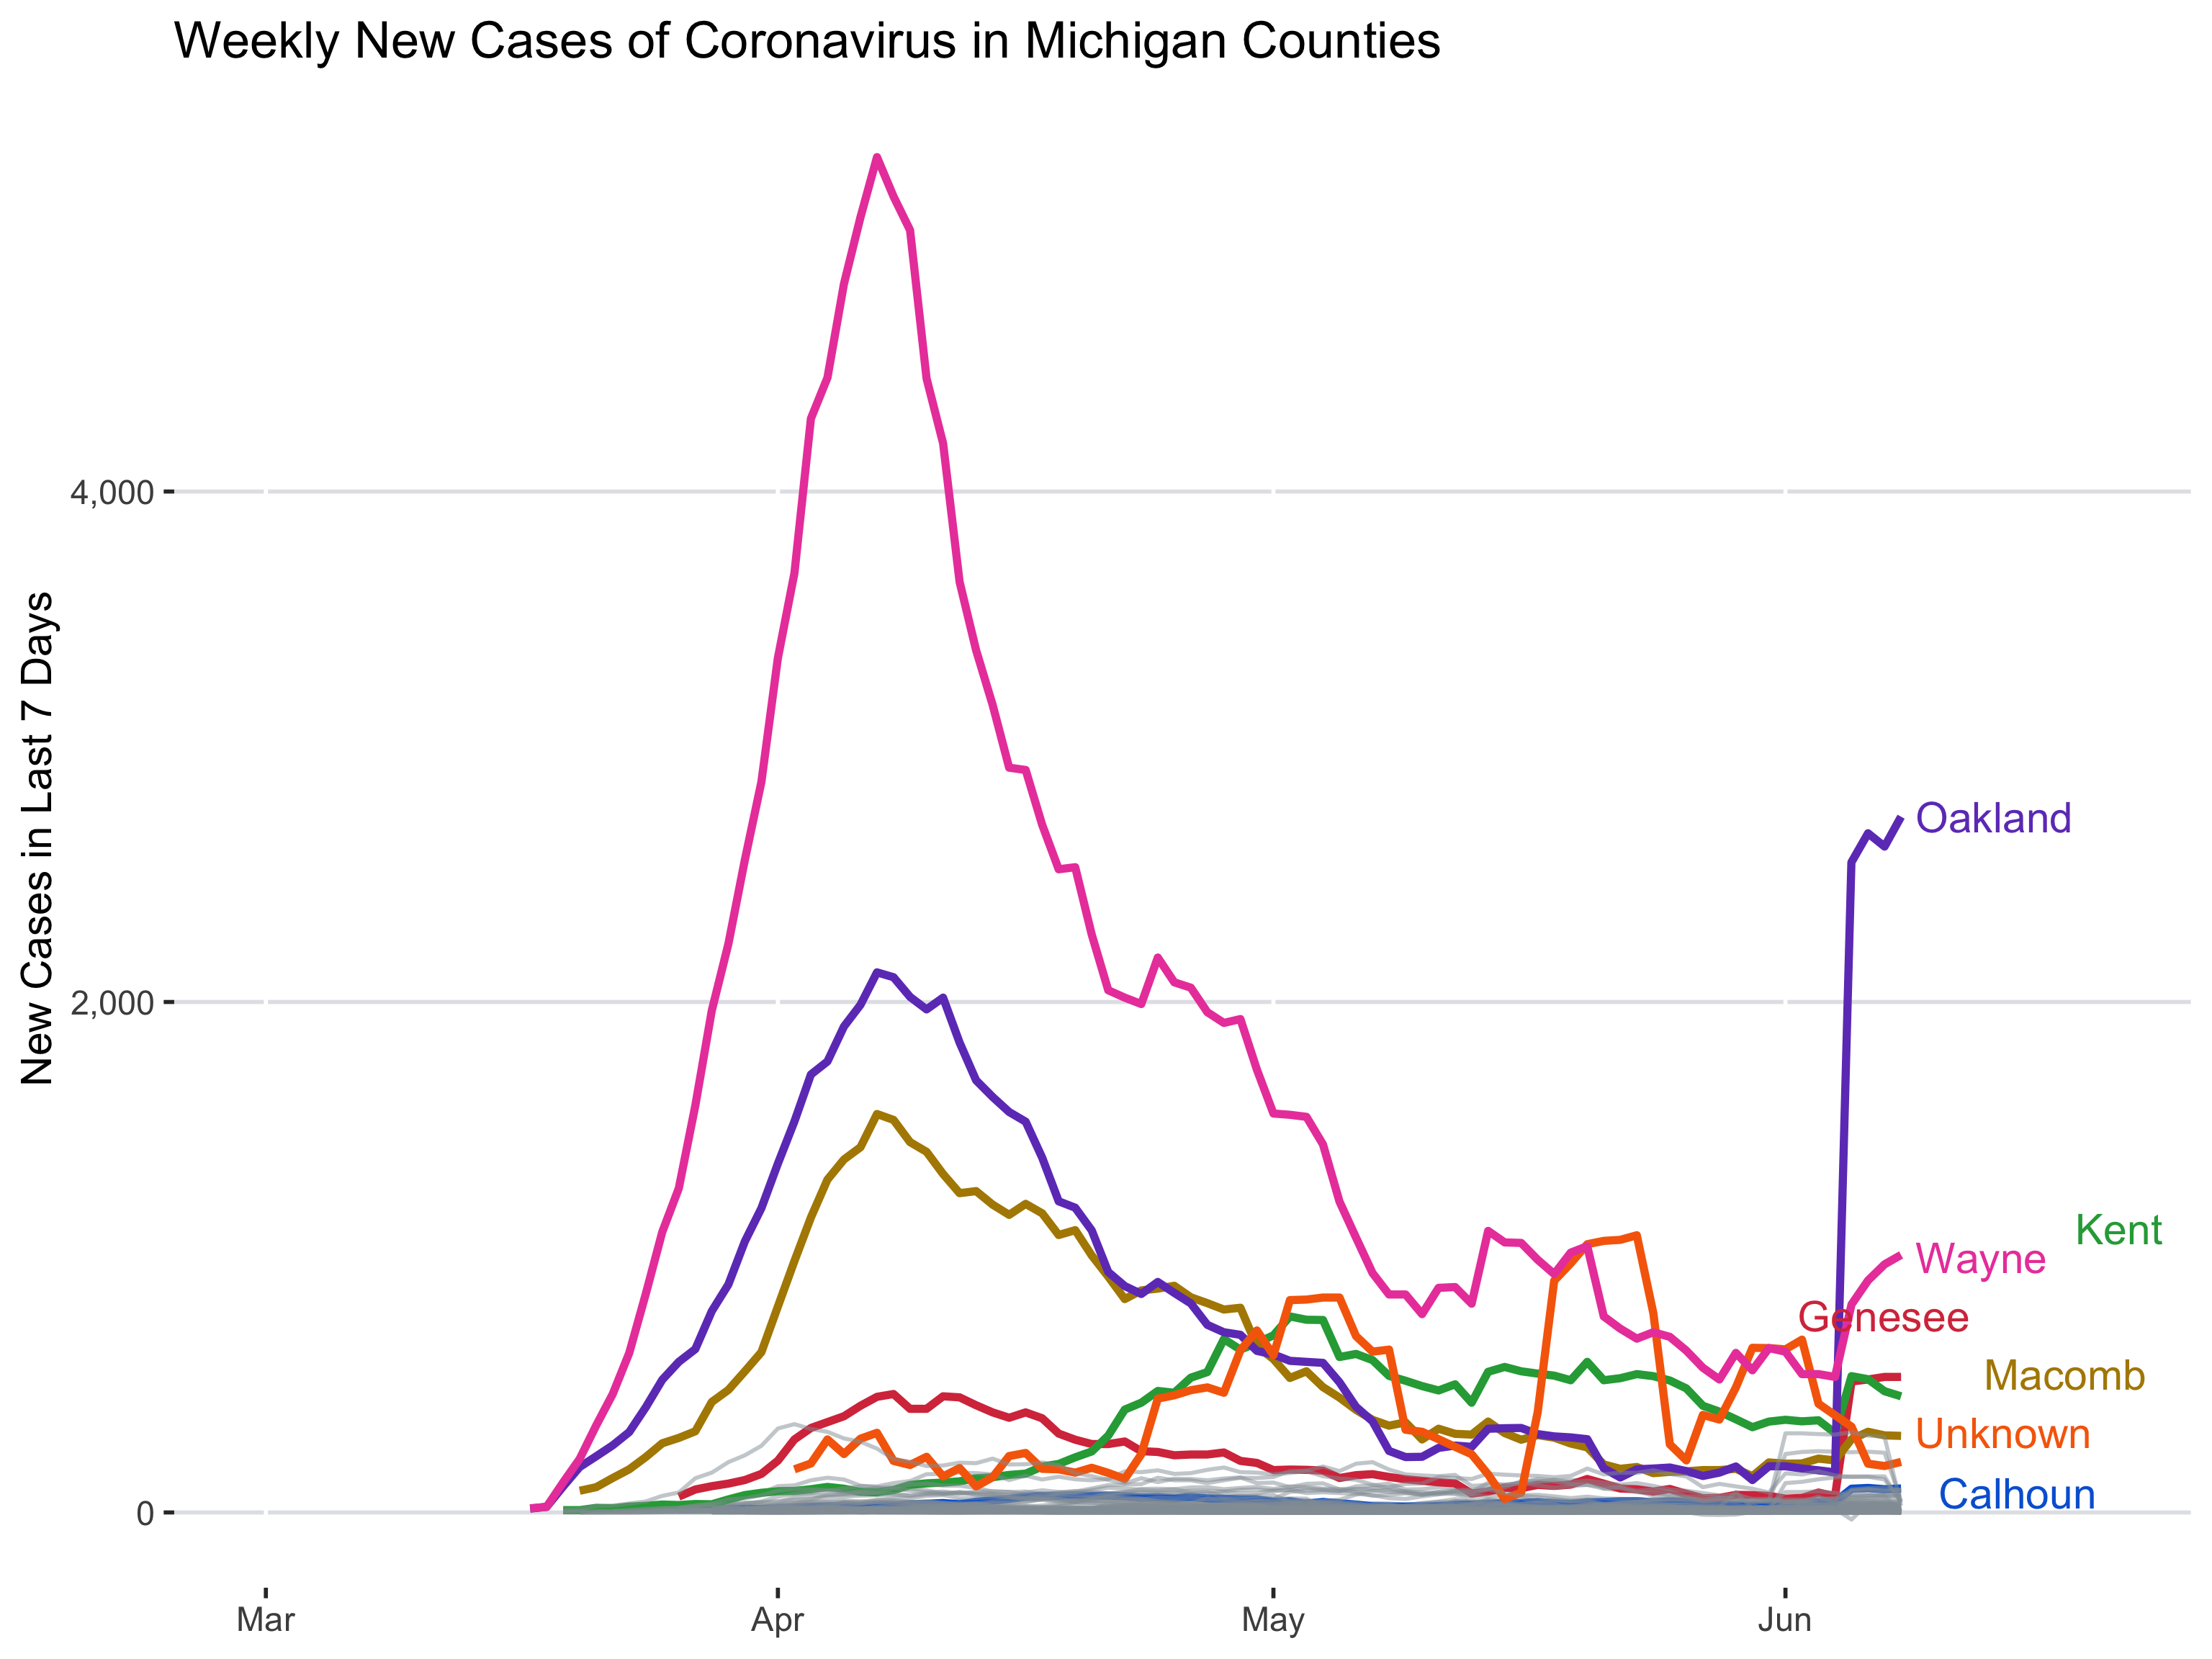 Weekly New Cases of Coronavirus in Michigan Counties
New Cases in Last 7 Days
4,000
2,000
0
Mar
Apr
May
Jun
Oakland
Kent
Wayne
Genesee
Macomb
Unknown
Calhoun